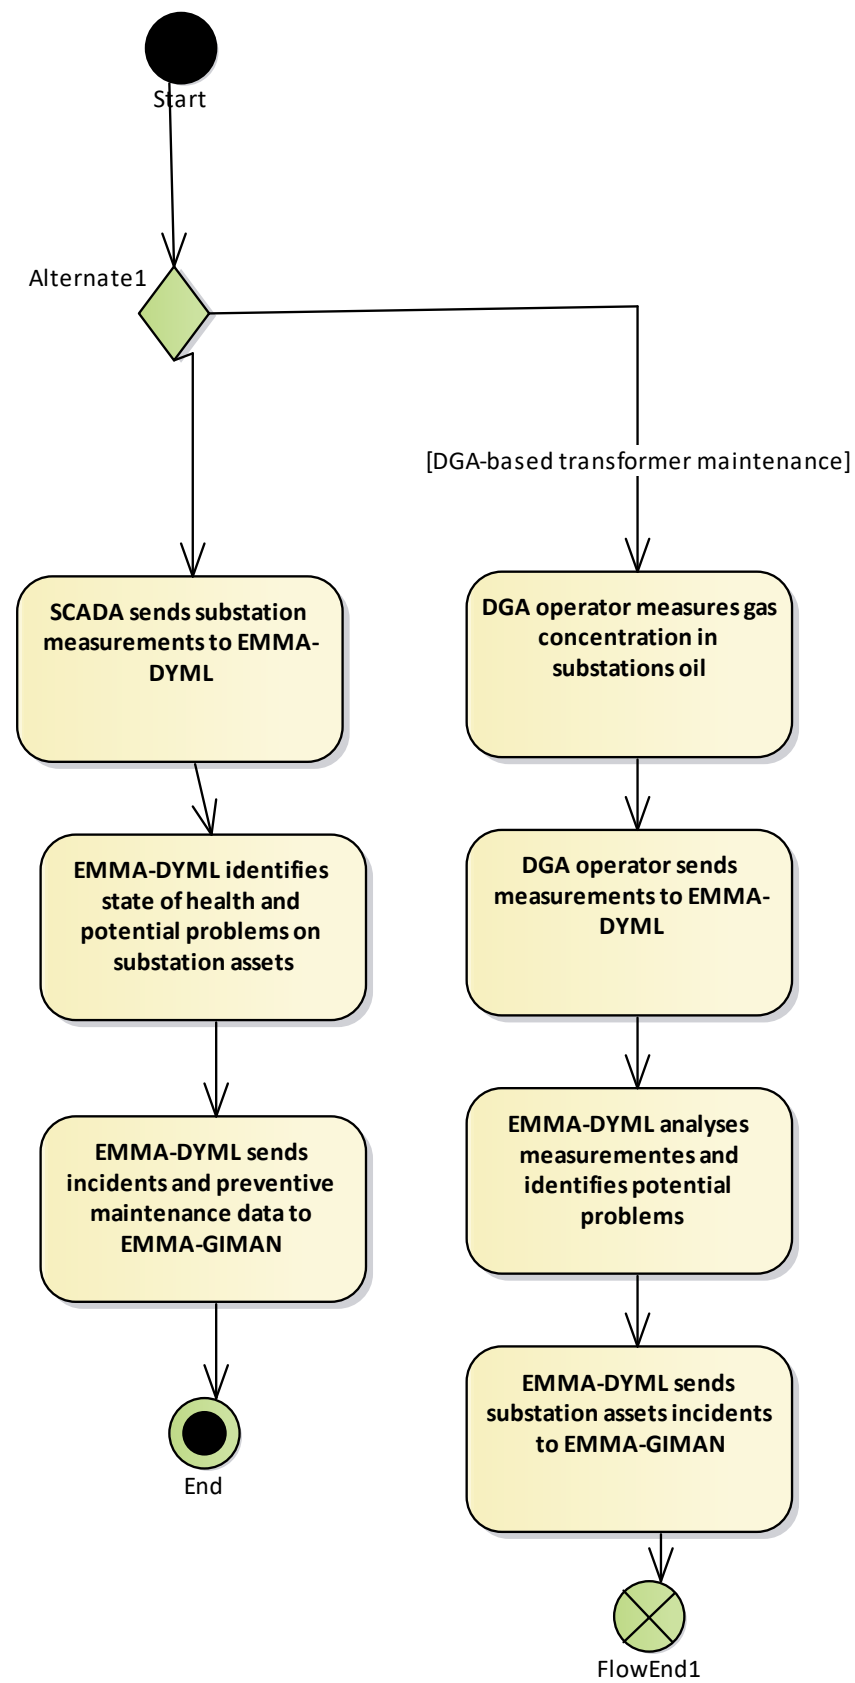 Start
Alternate1
[DGA-based transformer maintenance]
SCADA sends substation
measurements to EMMA-
DYML
EMMA-DYML identifies
state of health and
potential problems on
substation assets
EMMA-DYML sends
incidents and preventive
maintenance data to
EMMA-GIMAN
End
DGA operator measures gas
concentration in
substations oil
DGA operator sends
measurements to EMMA-
DYML
EMMA-DYML analyses
measurementes and
identifies potential
problems
EMMA-DYML sends
substation assets incidents
to EMMA-GIMAN
FlowEnd1